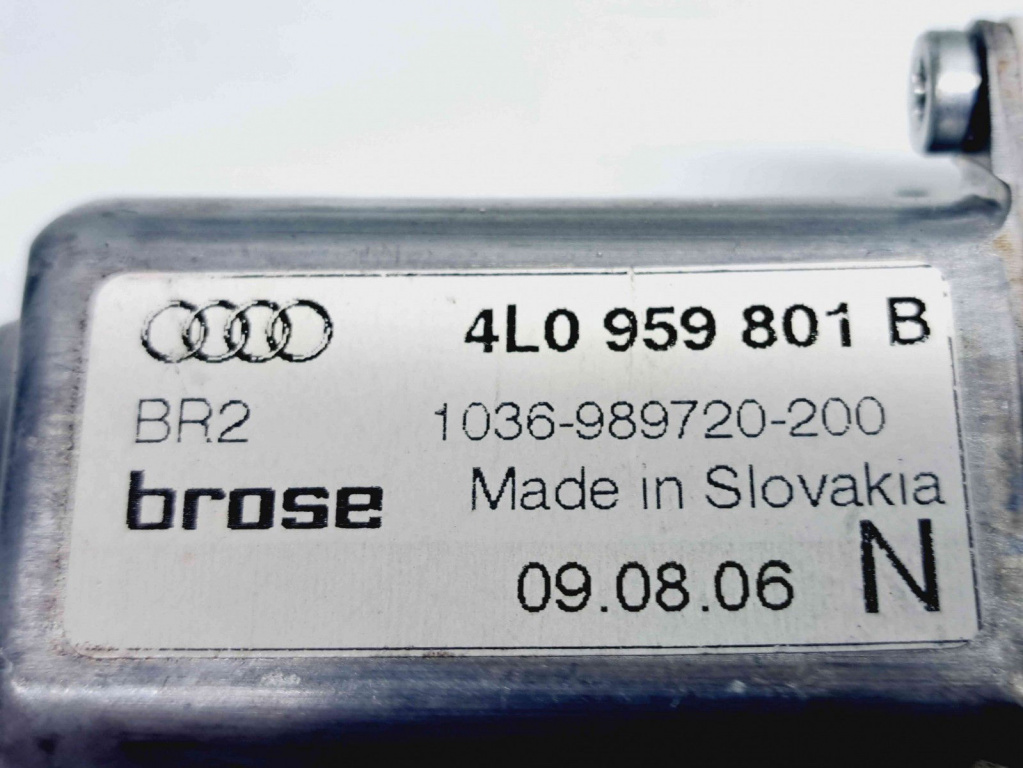 4L0 959 801 B
BR2 1036-989720-200
brose Made in Slovakia
09.08.06 N